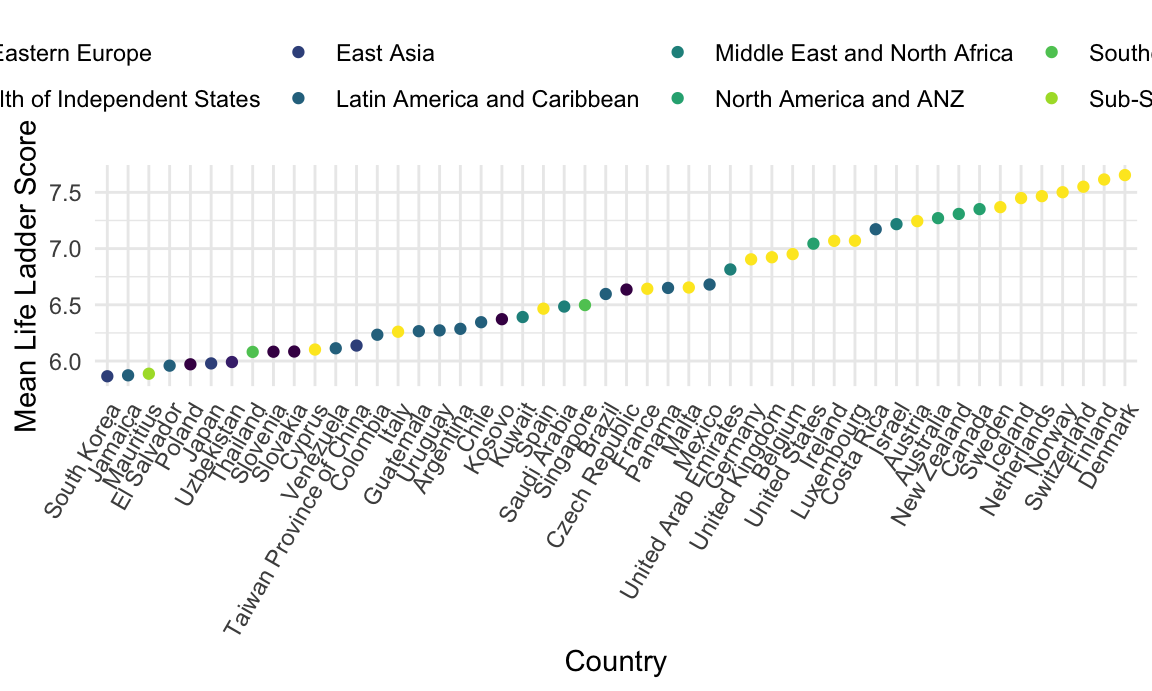 Eastern Europe East Asia Middle East and North Africa Southe
lth of Independent States Latin America and Caribbean North America and ANZ Sub-S
Mean Life Ladder Score
7.5
7.0
6.5
6.0
South Korea
Jamaica
Mauritius
El Salvador
Poland
Japan
Uzbekistan
Thailand
Slovenia
Slovakia
Cyprus
Venezuela
Taiwan Province of China
Colombia
Italy
Guatemala
Uruguay
Argentina
Chile
Kosovo
Kuwait
Spain
Saudi Arabia
Singapore
Brazil
Czech Republic
France
Panama
Malta
Mexico
United Arab Emirates
Germany
United Kingdom
Belgium
United States
Ireland
Luxembourg
Costa Rica
Israel
Austria
Australia
New Zealand
Canada
Sweden
Iceland
Netherlands
Norway
Switzerland
Finland
Denmark
Country